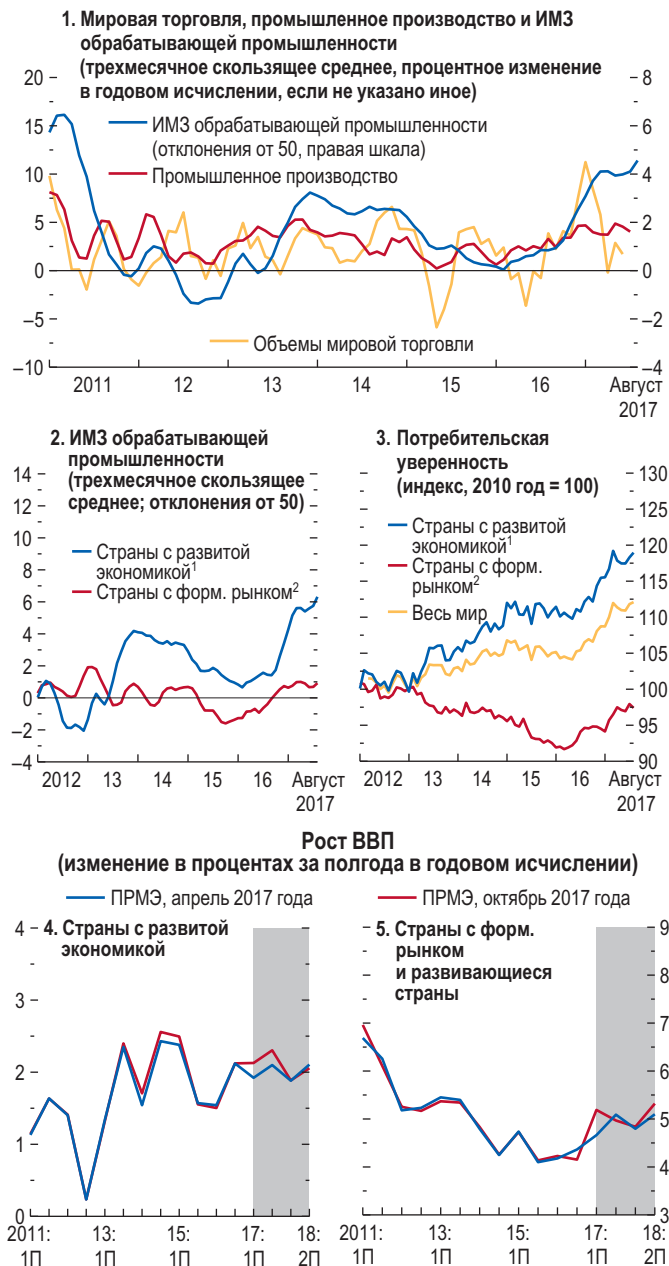 1. Мировая торговля, промышленное производство и ИМЗ
обрабатывающей промышленности
(трехмесячное скользящее среднее, процентное изменение
в годовом исчислении, если не указано иное)
20
15
10
5
0
–5
–10
8
6
4
2
0
–2
–4
ИМЗ обрабатывающей промышленности
(отклонения от 50, правая шкала)
Промышленное производство
Объемы мировой торговли
2011 12 13 14 15 16 Август
2017
2. ИМЗ обрабатывающей
промышленности
(трехмесячное скользящее
среднее; отклонения от 50)
14
12
10
8
6
4
2
0
–2
–4
Страны с развитой
экономикой¹
Страны с форм. рынком²
2012 13 14 15 16 Август
2017
3. Потребительская
уверенность
(индекс, 2010 год = 100)
130
125
120
115
110
105
100
95
90
Страны с развитой
экономикой¹
Страны с форм.
рынком²
Весь мир
2012 13 14 15 16 Август
2017
Рост ВВП
(изменение в процентах за полгода в годовом исчислении)
ПРМЭ, апрель 2017 года
ПРМЭ, октябрь 2017 года
4. Страны с развитой
экономикой
4
3
2
1
0
2011: 13: 15: 17: 18:
1П 1П 1П 1П 2П
5. Страны с форм.
рынком
и развивающиеся
страны
9
8
7
6
5
4
3
2011: 13: 15: 17: 18:
1П 1П 1П 1П 2П